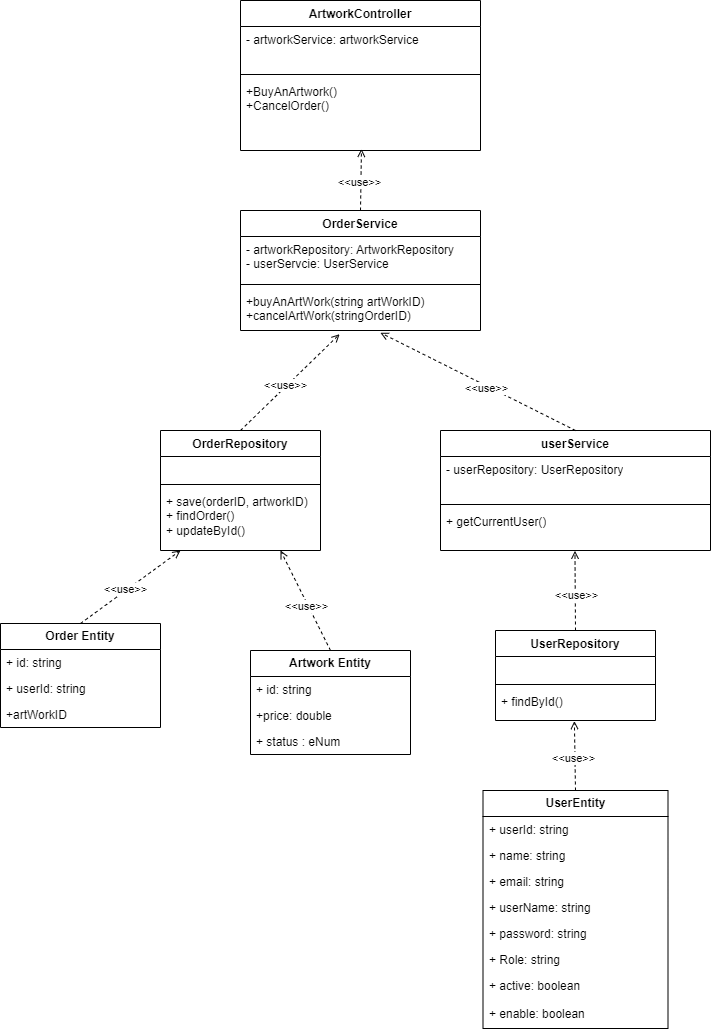 ArtworkController
- artworkService: artworkService
+BuyAnArtwork()
+CancelOrder()
<<use>>
OrderService
- artworkRepository: ArtworkRepository
- userServcie: UserService
+buyAnArtWork(string artWorkID)
+cancelArtWork(stringOrderID)
<<use>>
<<use>>
OrderRepository
+ save(orderID, artworkID)
+ findOrder()
+ updateById()
userService
- userRepository: UserRepository
+ getCurrentUser()
<<use>>
<<use>>
<<use>>
Order Entity
+ id: string
+ userId: string
+artWorkID
Artwork Entity
+ id: string
+price: double
+ status : eNum
UserRepository
+ findById()
<<use>>
UserEntity
+ userId: string
+ name: string
+ email: string
+ userName: string
+ password: string
+ Role: string
+ active: boolean
+ enable: boolean